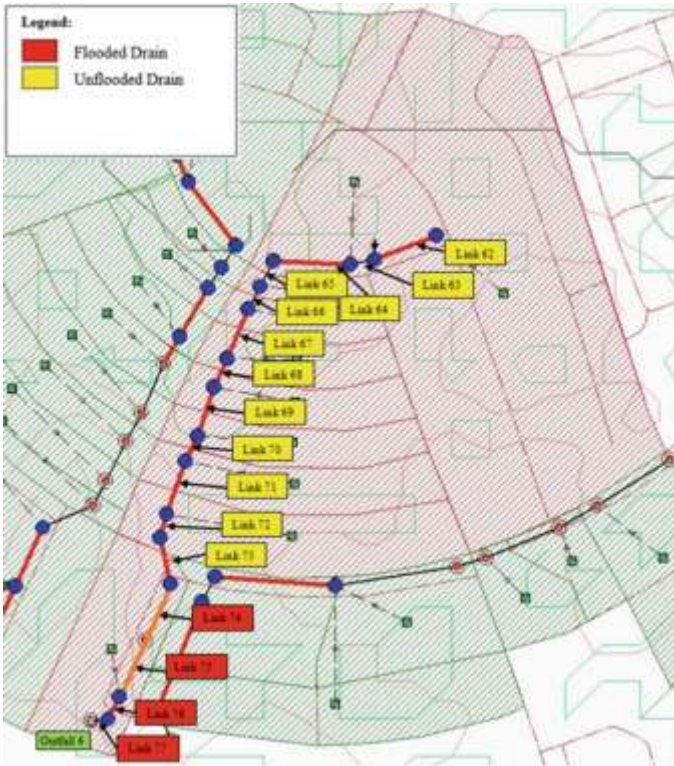 Legend:
Flooded Drain
Unflooded Drain
Link 62
Link 63
Link 65
Link 64
Link 66
Link 67
Link 68
Link 69
Link 70
Link 71
Link 72
Link 73
Link 74
Link 75
Link 76
Outfall 6
Link 77